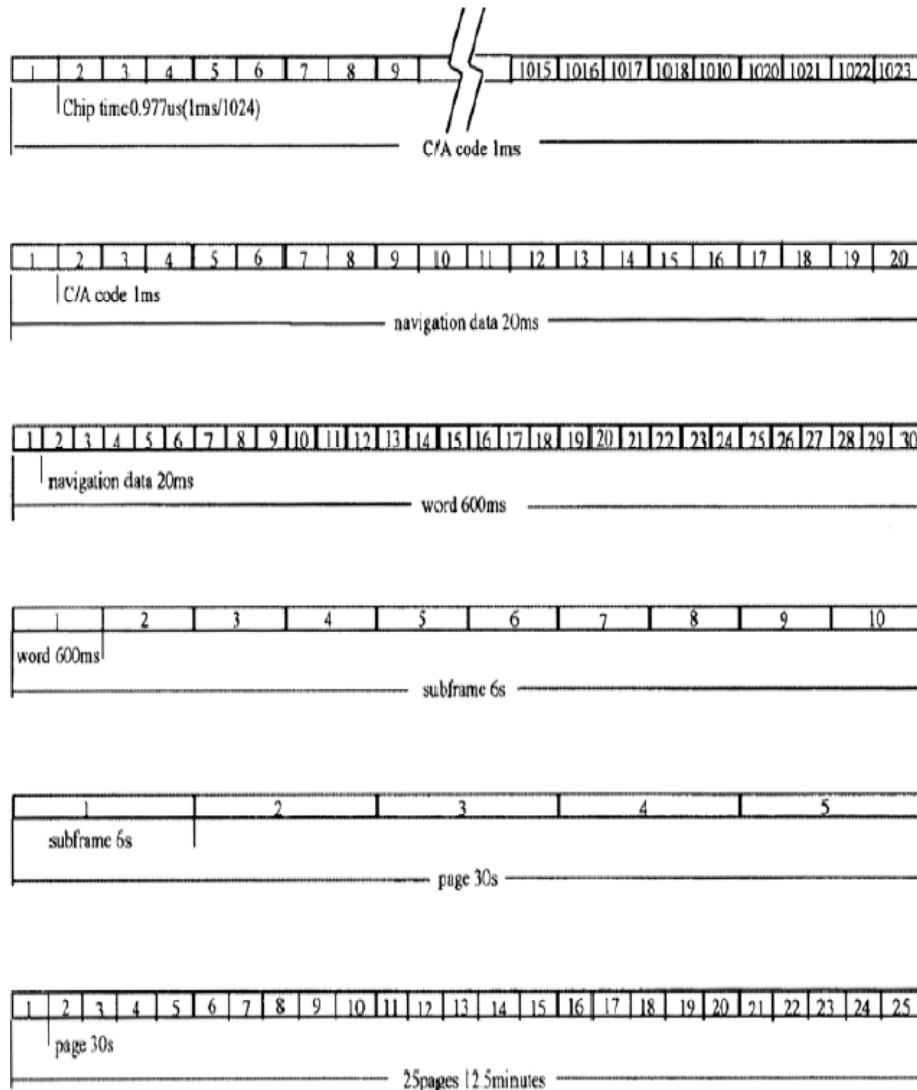 1 2 3 4 5 6 7 8 9 1015 1016 1017 1018 1010 1020 1021 1022 1023
Chip time0.977us(1ms/1024)
C/A code 1ms
1 2 3 4 5 6 7 8 9 10 11 12 13 14 15 16 17 18 19 20
C/A code 1ms
navigation data 20ms
1 2 3 4 5 6 7 8 9 10 11 12 13 14 15 16 17 18 19 20 21 22 23 24 25 26 27 28 29 30
navigation data 20ms
word 600ms
1 2 3 4 5 6 7 8 9 10
word 600ms
subframe 6s
1 2 3 4 5
subframe 6s
page 30s
1 2 3 4 5 6 7 8 9 10 11 12 13 14 15 16 17 18 19 20 21 22 23 24 25
page 30s
25pages 12.5minutes